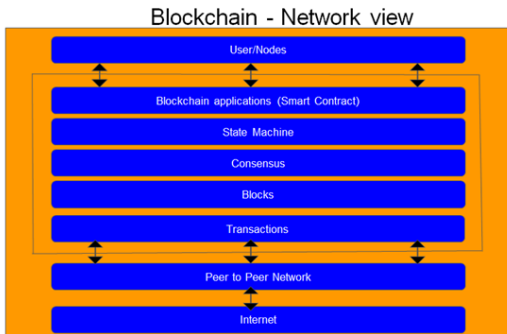 Blockchain - Network view
User/Nodes
Blockchain applications (Smart Contract)
State Machine
Consensus
Blocks
Transactions
Peer to Peer Network
Internet